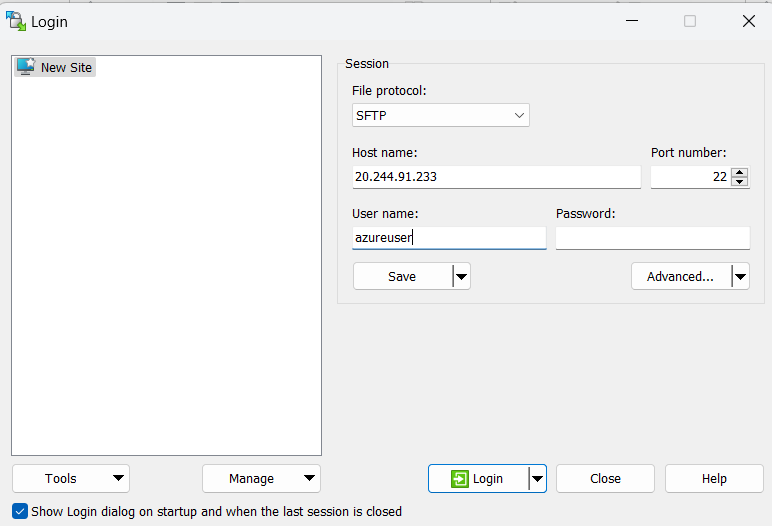 Login
New Site
Session
File protocol:
SFTP
Host name:
Port number:
20.244.91.233
22
User name:
Password:
azureuser
Save
Advanced...
Tools
Manage
Login
Close
Help
Show Login dialog on startup and when the last session is closed